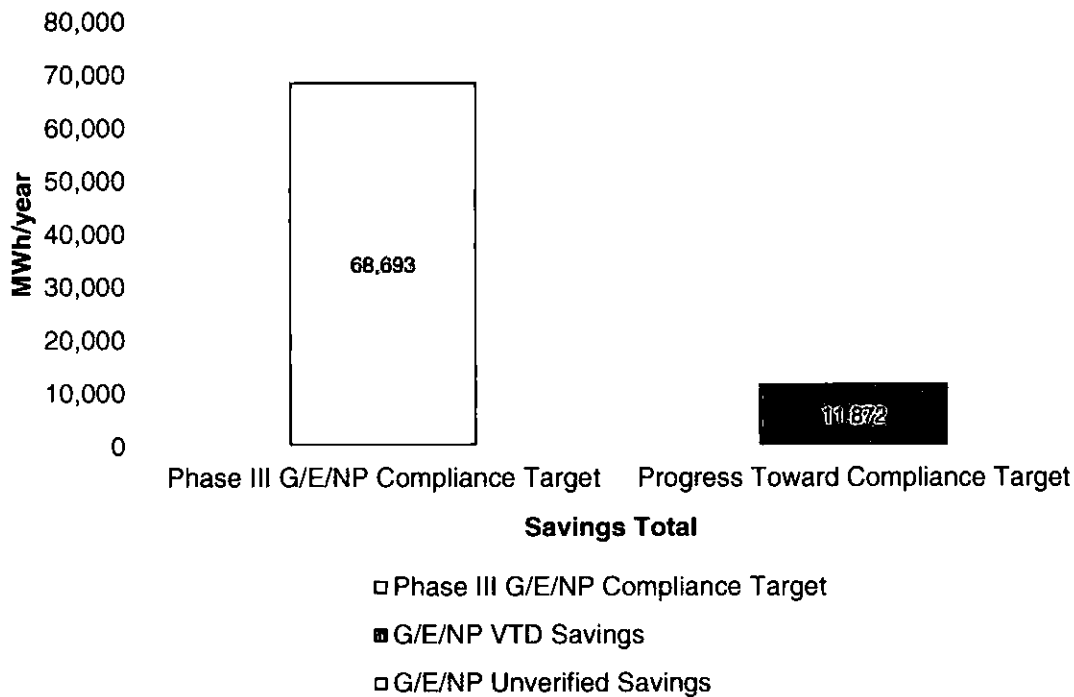 80,000
70,000
60,000
50,000
40,000
30,000
20,000
10,000
0
MWh/year
68,693
11,872
Phase III G/E/NP Compliance Target Progress Toward Compliance Target
Savings Total
Phase III G/E/NP Compliance Target
G/E/NP VTD Savings
G/E/NP Unverified Savings